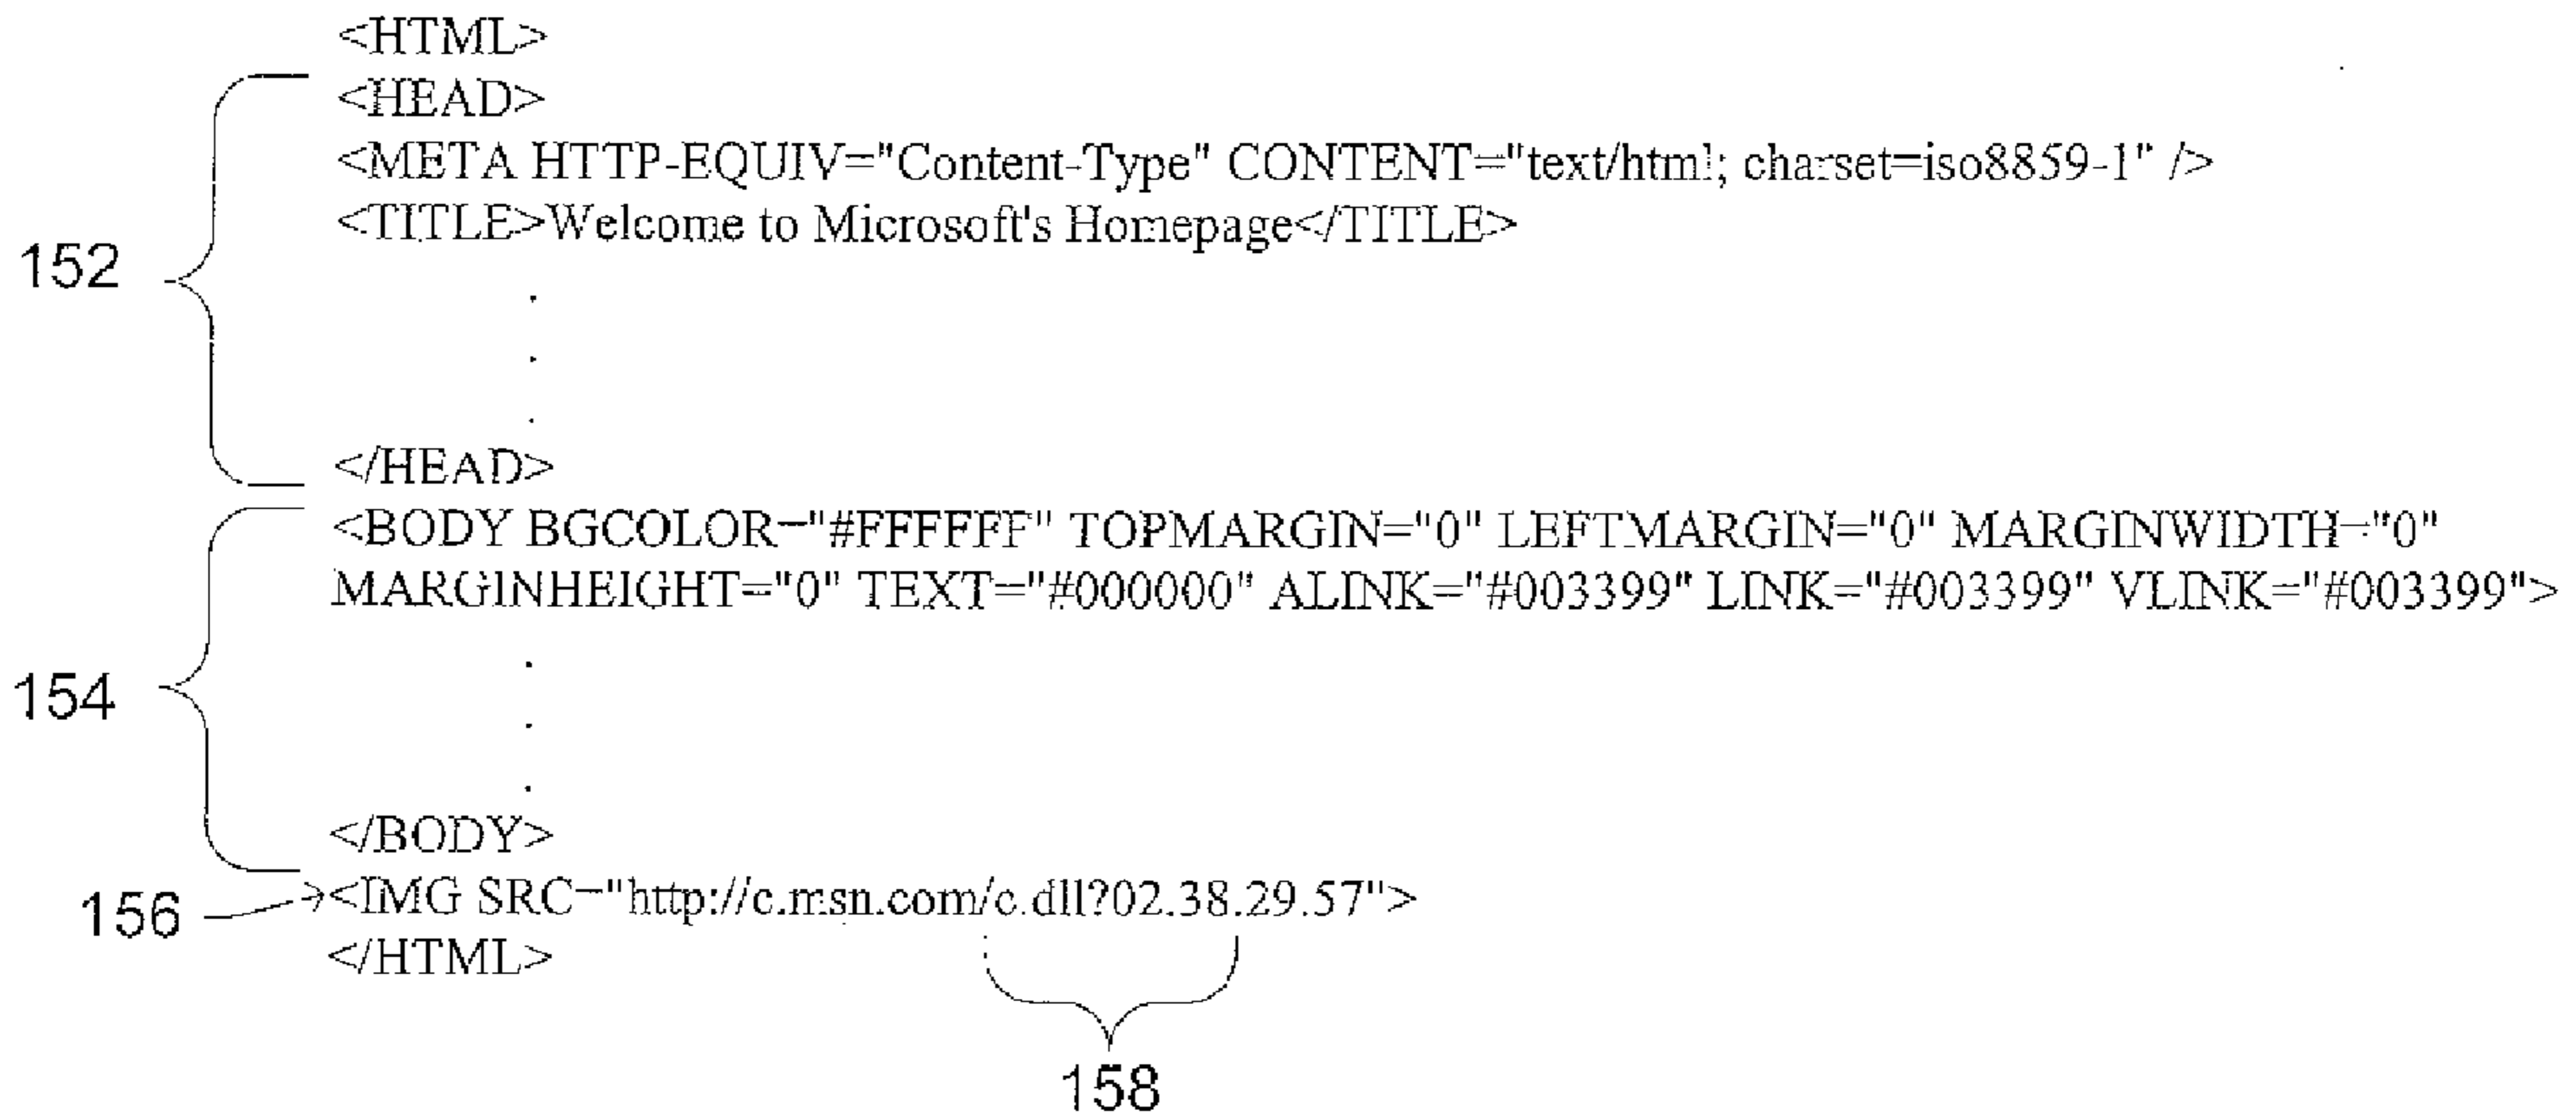 <HTML>
<HEAD>
<META HTTP-EQUIV="Content-Type" CONTENT="text/html; charset=iso8859-1" />
<TITLE>Welcome to Microsoft's Homepage</TITLE>
152
.
.
.
</HEAD>
<BODY BGCOLOR="#FFFFFF" TOPMARGIN="0" LEFTMARGIN="0" MARGINWIDTH="0"
MARGINHEIGHT="0" TEXT="#000000" ALINK="#003399" LINK="#003399" VLINK="#003399">
.
154
.
.
</BODY>
156 <IMG SRC="http://c.msn.com/c.dll?02.38.29.57">
</HTML>
158